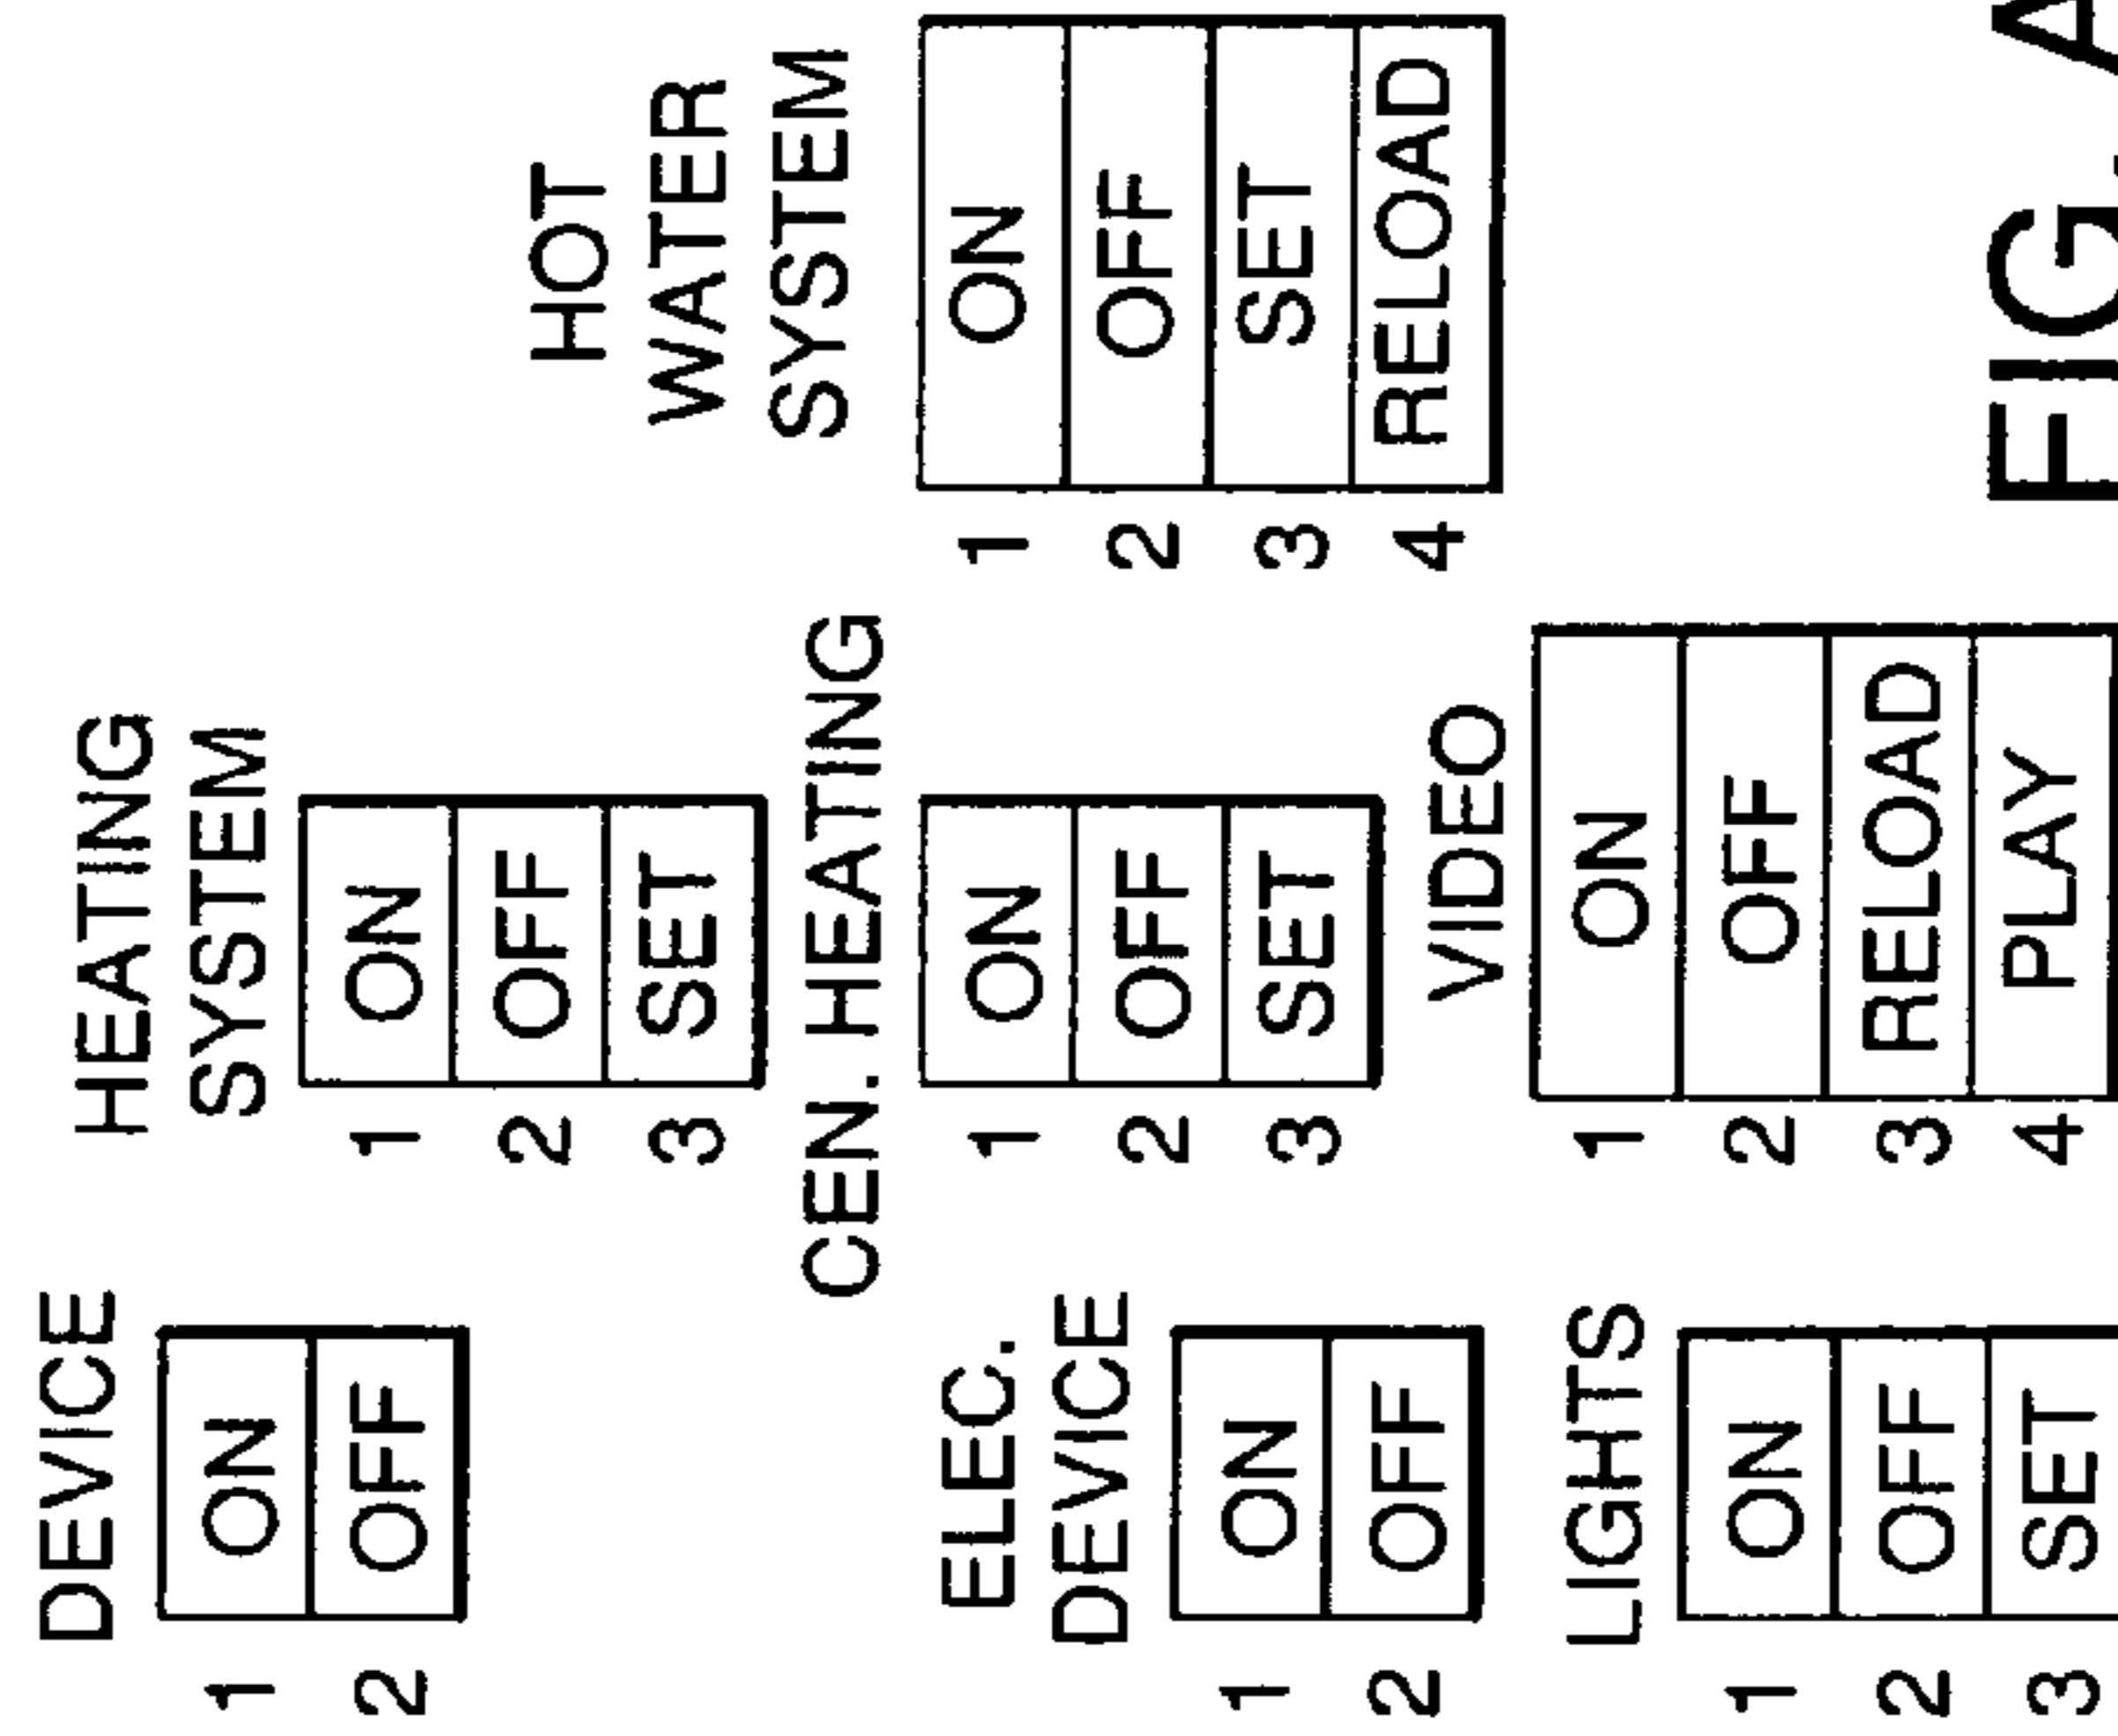 DEVICE
1 ON
2 OFF
HEATING
SYSTEM
1 ON
2 OFF
3 SET
HOT
WATER
SYSTEM
1 ON
2 OFF
3 SET
4 RELOAD
CEN. HEATING
1 ON
2 OFF
3 SET
ELEC.
DEVICE
1 ON
2 OFF
VIDEO
1 ON
2 OFF
3 RELOAD
4 PLAY
LIGHTS
1 ON
2 OFF
3 SET
FIG.